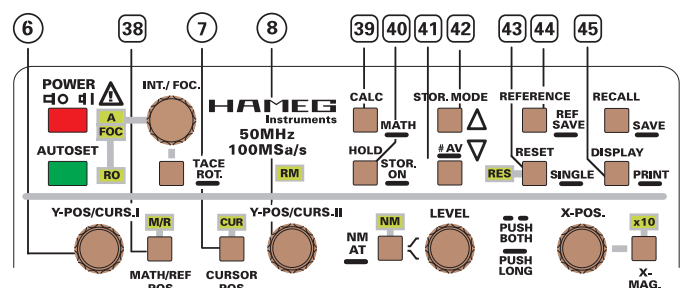 6 38 7 8 39 40 41 42 43 44 45
POWER
INT./ FOC.
HAMEG
Instruments
50MHz
100MSa/s
CALC
STOR. MODE
REFERENCE
RECALL
A
FOC
MATH
REF
SAVE
SAVE
AUTOSET
HOLD
# AV
RESET
DISPLAY
RO
TACE
ROT.
RM
STOR.
ON
RES
SINGLE
PRINT
Y-POS/CURS.I
M/R
CUR
Y-POS/CURS.II
NM
LEVEL
X-POS.
x10
NM
AT
PUSH
BOTH
PUSH
LONG
MATH/REF
POS
CURSOR
POS
X-
MAG.